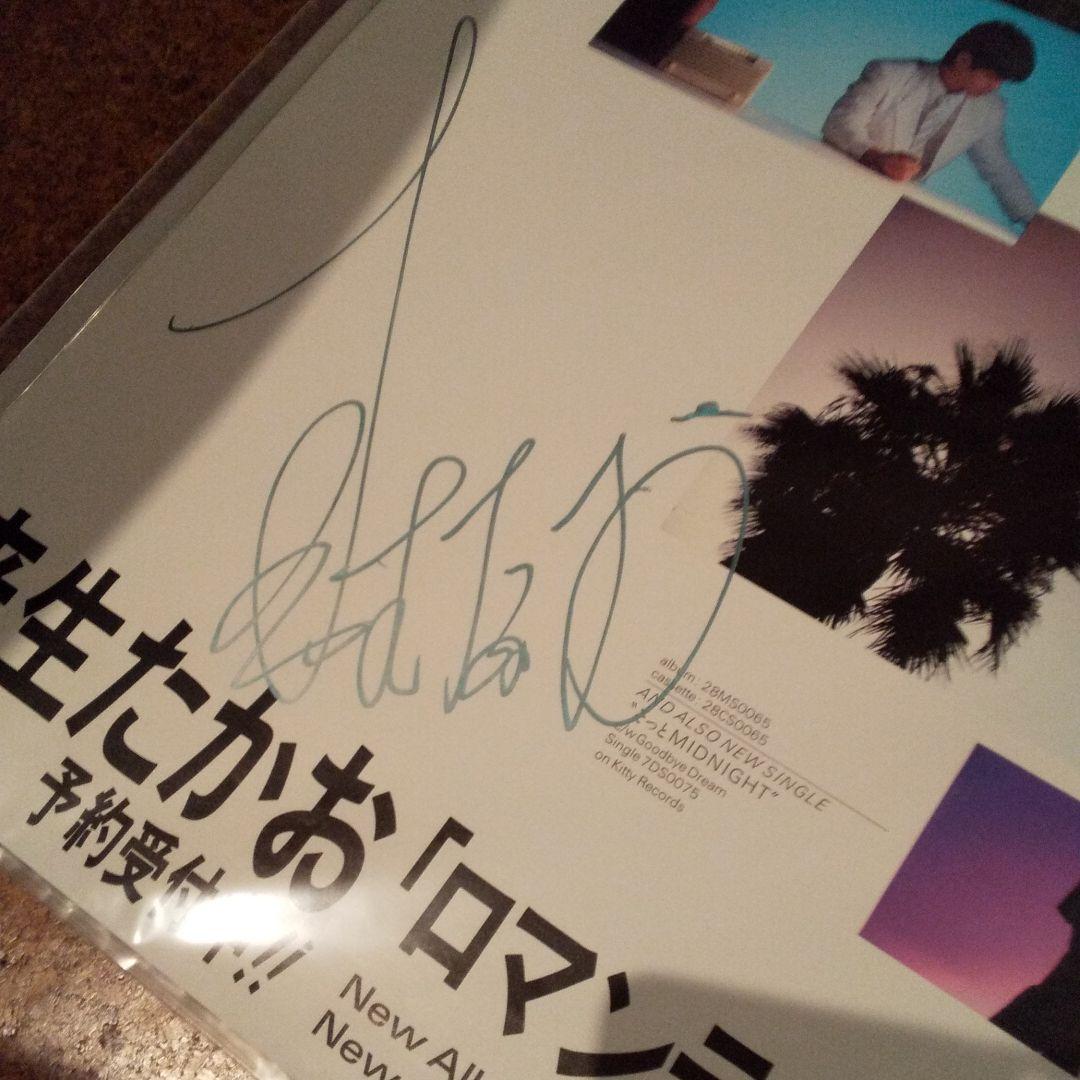 album: 28MS0065
cassette: 28CS0065
AND ALSO NEW SINGLE
"そっとMIDNIGHT"
c/w Goodbye Dream
Single 7DS0075
on Kitty Records
生たかお「ロマン
予約受付中!!
New Al
New